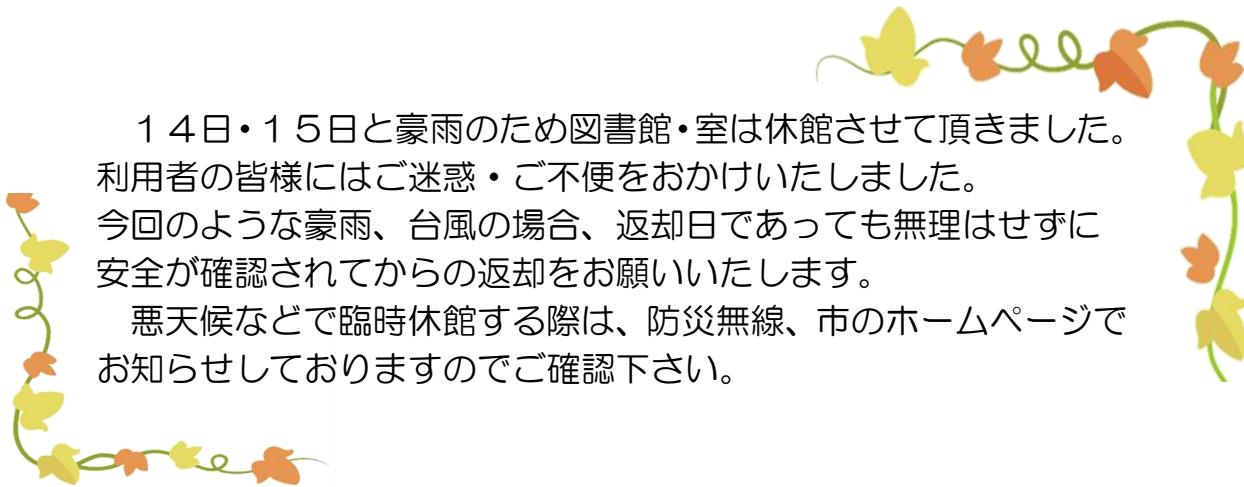 １４日・１５日と豪雨のため図書館・室は休館させて頂きました。
利用者の皆様にはご迷惑・ご不便をおかけいたしました。
今回のような豪雨、台風の場合、返却日であっても無理はせずに
安全が確認されてからの返却をお願いいたします。
　悪天候などで臨時休館する際は、防災無線、市のホームページで
お知らせしておりますのでご確認下さい。